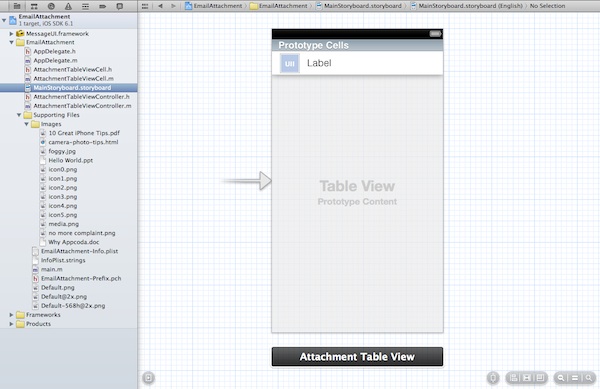 EmailAttachment
1 target, iOS SDK 6.1
MessageUI.framework
EmailAttachment
AppDelegate.h
AppDelegate.m
AttachmentTableViewCell.h
AttachmentTableViewCell.m
MainStoryboard.storyboard
AttachmentTableViewController.h
AttachmentTableViewController.m
Supporting Files
Images
10 Great iPhone Tips.pdf
camera-photo-tips.html
foggy.jpg
Hello World.ppt
icon0.png
icon1.png
icon2.png
icon3.png
icon4.png
icon5.png
media.png
no more complaint.png
Why Appcoda.doc
EmailAttachment-Info.plist
InfoPlist.strings
main.m
EmailAttachment-Prefix.pch
Default.png
Default@2x.png
Default-568h@2x.png
Frameworks
Products
EmailAttachment EmailAttachment MainStoryboard.storyboard MainStoryboard.storyboard (English) No Selection
Prototype Cells
Label
Table View
Prototype Content
Attachment Table View